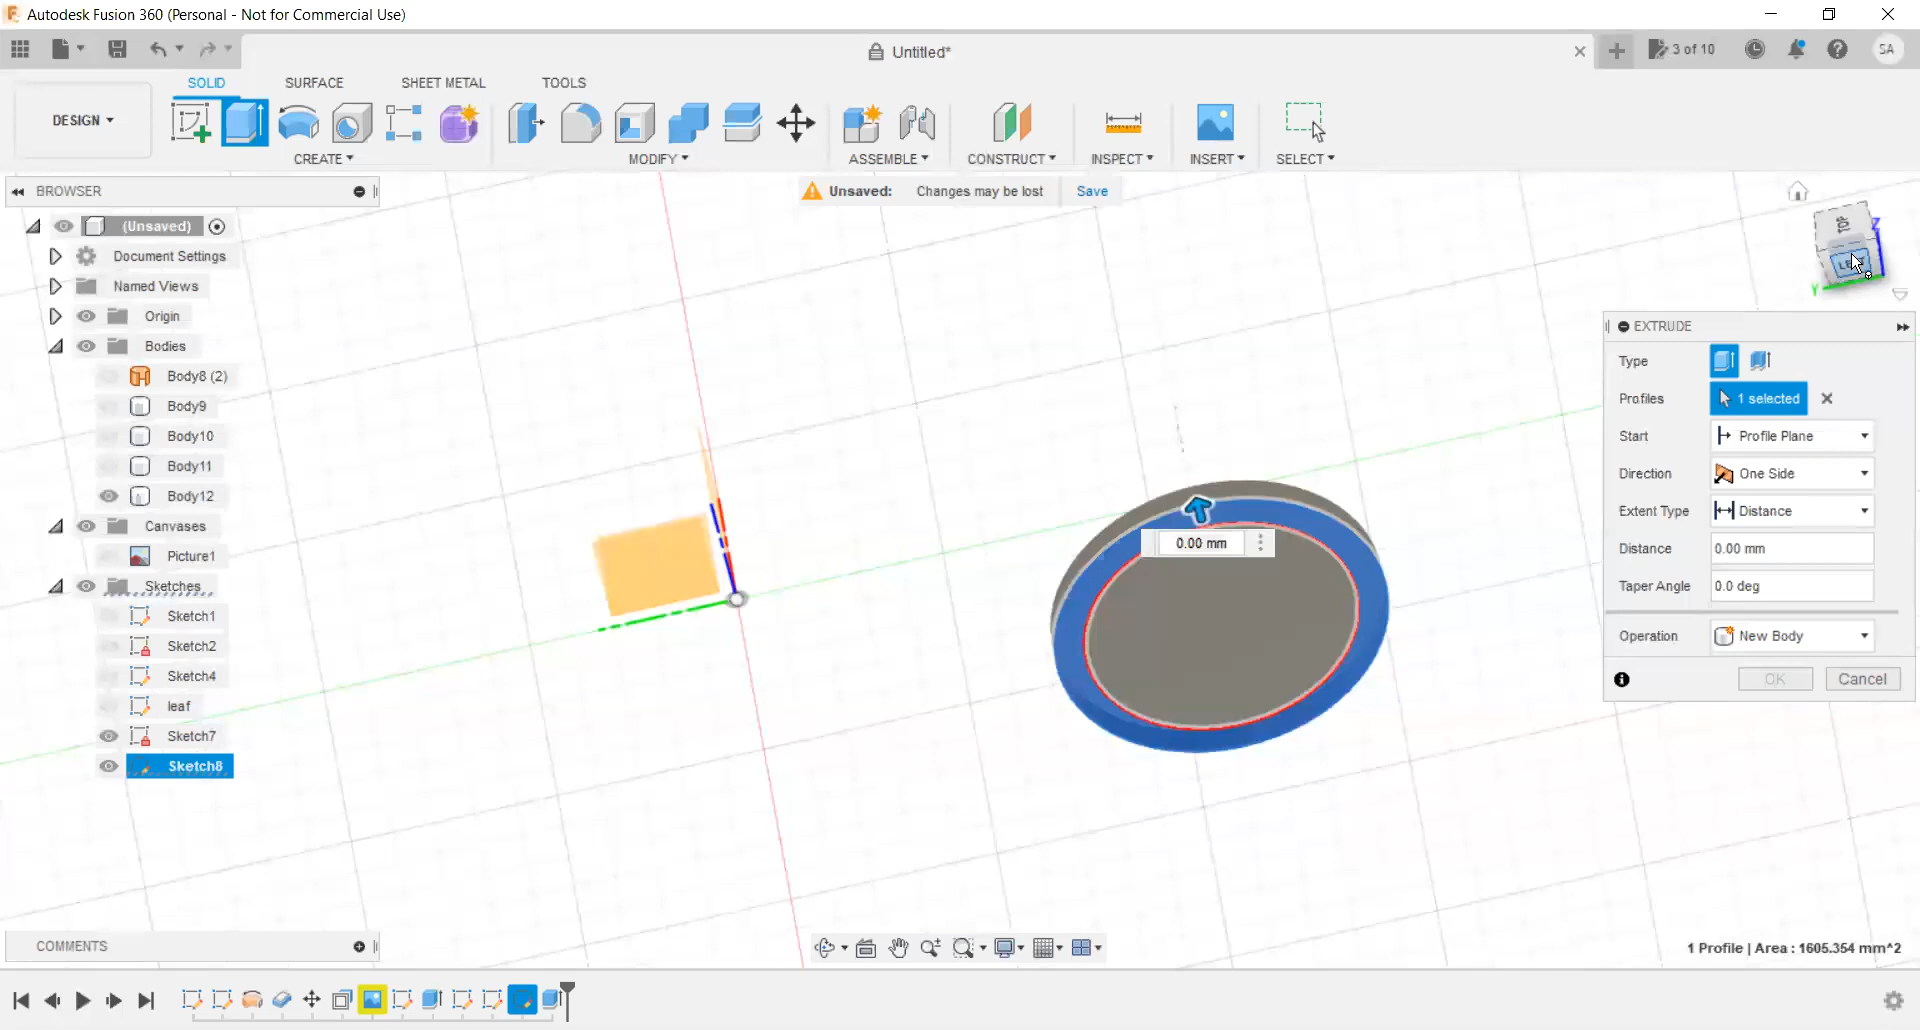 Autodesk Fusion 360 (Personal - Not for Commercial Use)
Untitled*
3 of 10
SA
DESIGN
SOLID
SURFACE
SHEET METAL
TOOLS
CREATE
MODIFY
ASSEMBLE
CONSTRUCT
INSPECT
INSERT
SELECT
BROWSER
Unsaved: Changes may be lost
Save
(Unsaved)
Document Settings
Named Views
Origin
Bodies
Body8 (2)
Body9
Body10
Body11
Body12
Canvases
Picture1
Sketches
Sketch1
Sketch2
Sketch4
leaf
Sketch7
Sketch8
TOP
Z
Y
0.00 mm
EXTRUDE
Type
Profiles
1 selected
Start
Profile Plane
Direction
One Side
Extent Type
Distance
Distance
0.00 mm
Taper Angle
0.0 deg
Operation
New Body
OK
Cancel
COMMENTS
1 Profile | Area : 1605.354 mm^2